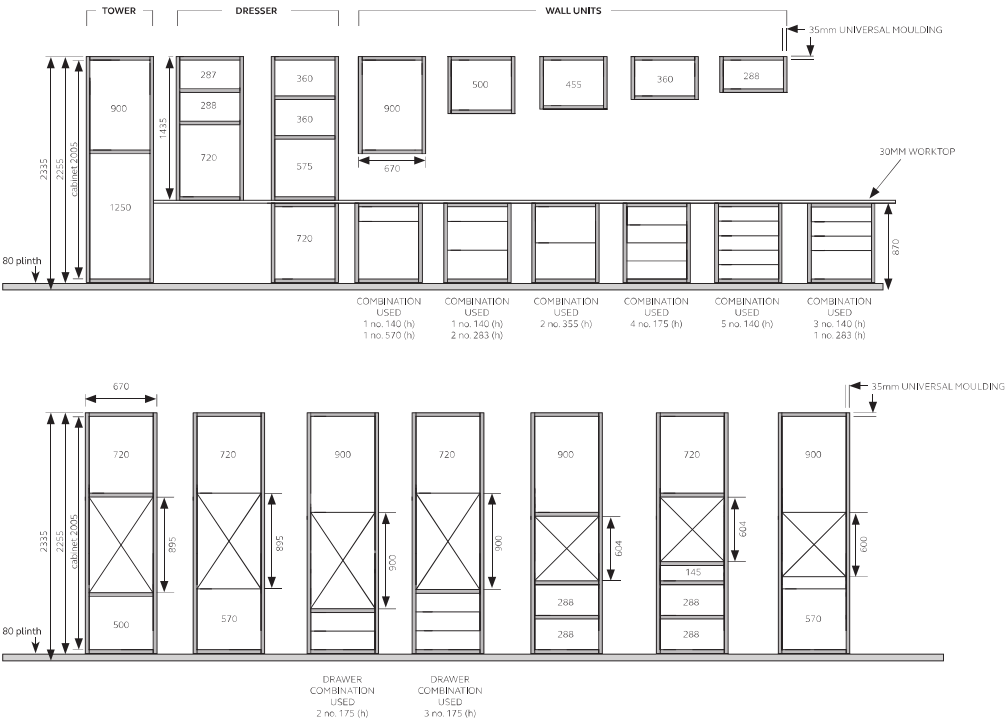 TOWER
DRESSER
WALL UNITS
35mm UNIVERSAL MOULDING
2335
2255
cabinet 2005
900
1250
1435
287
288
720
360
360
575
720
900
670
500
455
360
288
30MM WORKTOP
870
80 plinth
COMBINATION
USED
1 no. 140 (h)
1 no. 570 (h)
COMBINATION
USED
1 no. 140 (h)
2 no. 283 (h)
COMBINATION
USED
2 no. 355 (h)
COMBINATION
USED
4 no. 175 (h)
COMBINATION
USED
5 no. 140 (h)
COMBINATION
USED
3 no. 140 (h)
1 no. 283 (h)
670
35mm UNIVERSAL MOULDING
2335
2255
cabinet 2005
720
895
500
720
895
570
900
900
720
900
900
604
288
288
720
604
145
288
288
900
600
570
80 plinth
DRAWER
COMBINATION
USED
2 no. 175 (h)
DRAWER
COMBINATION
USED
3 no. 175 (h)